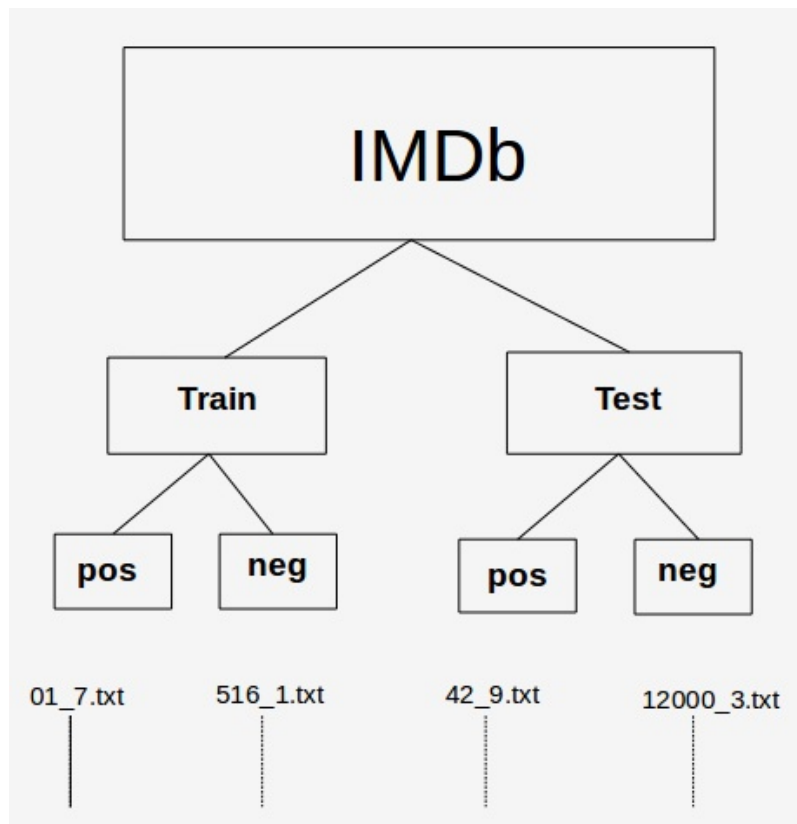 IMDb
Train
Test
pos
neg
pos
neg
01_7.txt
516_1.txt
42_9.txt
12000_3.txt